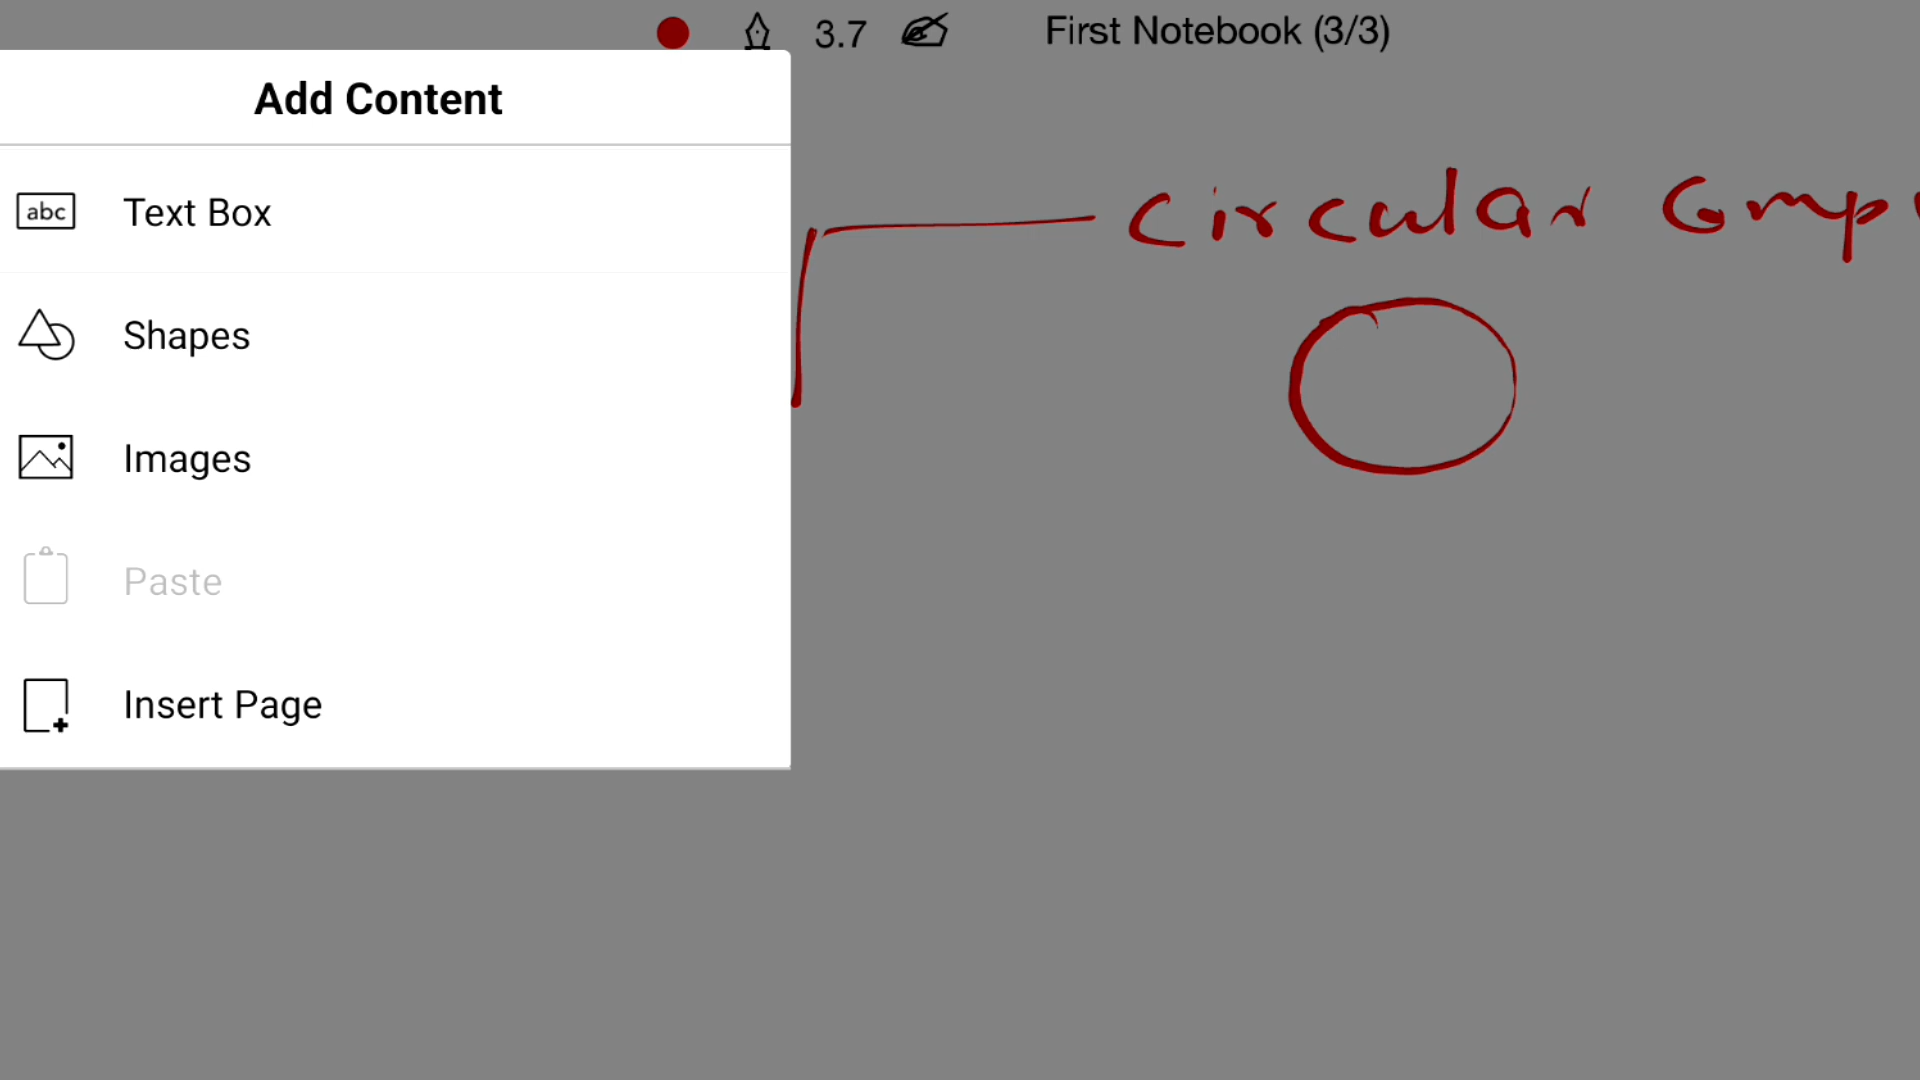 3.7 First Notebook (3/3)
Add Content
abc Text Box
Shapes
Images
Paste
Insert Page
Circular